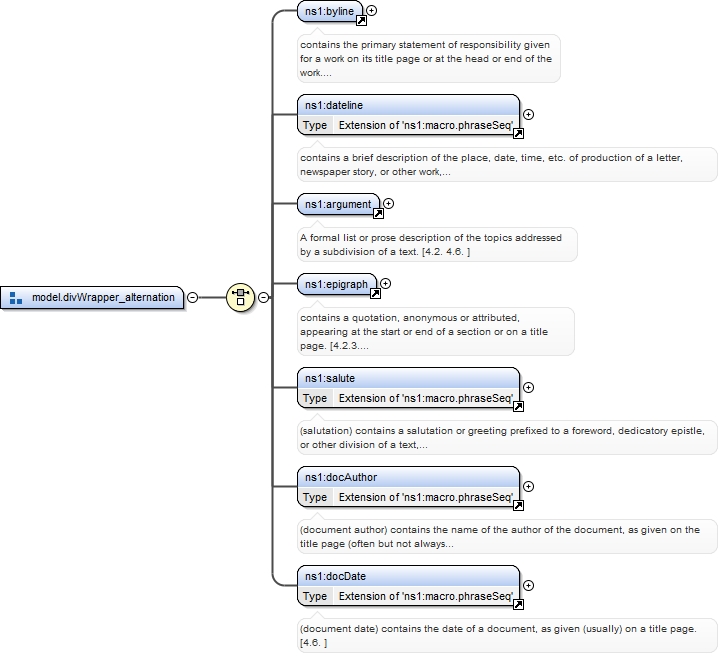 ns1:byline
contains the primary statement of responsibility given
for a work on its title page or at the head or end of the
work....
ns1:dateline
Type Extension of 'ns1:macro.phraseSeq'
contains a brief description of the place, date, time, etc. of production of a letter,
newspaper story, or other work,...
ns1:argument
A formal list or prose description of the topics addressed
by a subdivision of a text. [4.2. 4.6. ]
model.divWrapper_alternation
ns1:epigraph
contains a quotation, anonymous or attributed,
appearing at the start or end of a section or on a title
page. [4.2.3....
ns1:salute
Type Extension of 'ns1:macro.phraseSeq'
(salutation) contains a salutation or greeting prefixed to a foreword, dedicatory epistle,
or other division of a text,...
ns1:docAuthor
Type Extension of 'ns1:macro.phraseSeq'
(document author) contains the name of the author of the document, as given on the
title page (often but not always...
ns1:docDate
Type Extension of 'ns1:macro.phraseSeq'
(document date) contains the date of a document, as given (usually) on a title page.
[4.6. ]